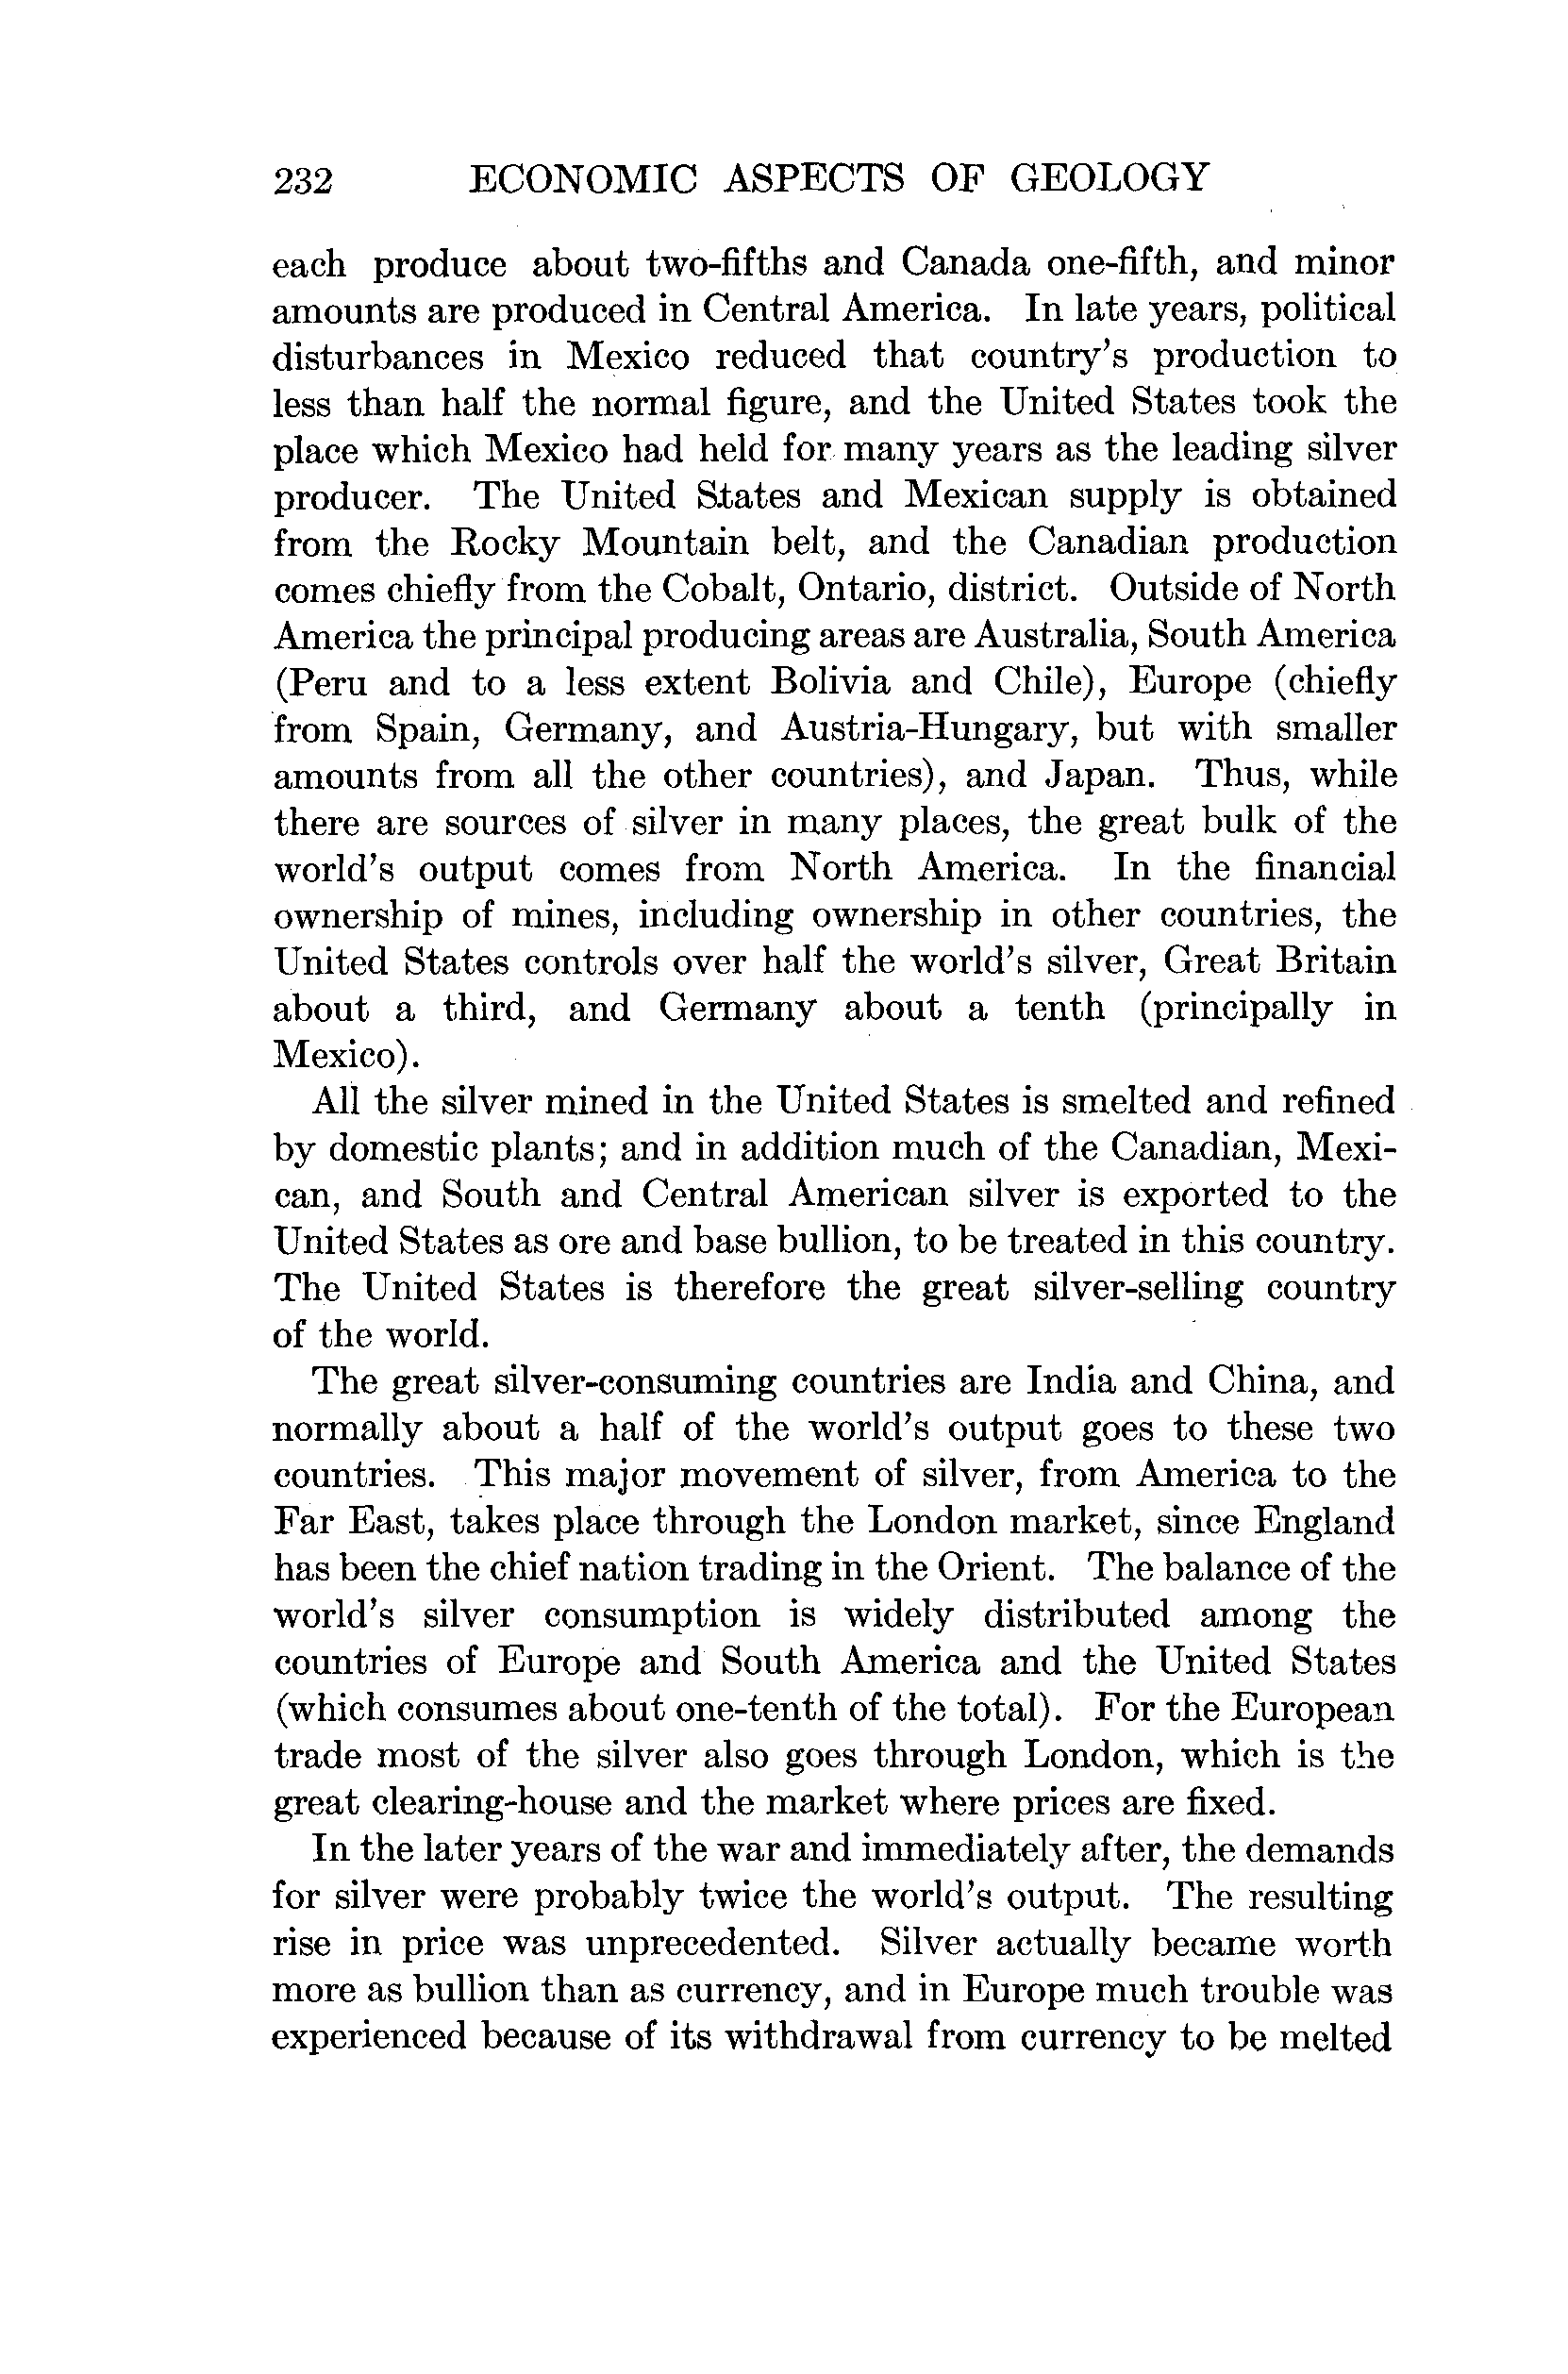 232 ECONOMIC ASPECTS OF GEOLOGY
each produce about two-fifths and Canada one-fifth, and minor
amounts are produced in Central America. In late years, political
disturbances in Mexico reduced that country's production to
less than half the normal figure, and the United States took the
place which Mexico had held for many years as the leading silver
producer. The United States and Mexican supply is obtained
from the Rocky Mountain belt, and the Canadian production
comes chiefly from the Cobalt, Ontario, district. Outside of North
America the principal producing areas are Australia, South America
(Peru and to a less extent Bolivia and Chile), Europe (chiefly
from Spain, Germany, and Austria-Hungary, but with smaller
amounts from all the other countries), and Japan. Thus, while
there are sources of silver in many places, the great bulk of the
world's output comes from North America. In the financial
ownership of mines, including ownership in other countries, the
United States controls over half the world's silver, Great Britain
about a third, and Germany about a tenth (principally in
Mexico).
All the silver mined in the United States is smelted and refined
by domestic plants; and in addition much of the Canadian, Mexi-
can, and South and Central American silver is exported to the
United States as ore and base bullion, to be treated in this country.
The United States is therefore the great silver-selling country
of the world.
The great silver-consuming countries are India and China, and
normally about a half of the world's output goes to these two
countries. This major movement of silver, from America to the
Far East, takes place through the London market, since England
has been the chief nation trading in the Orient. The balance of the
world's silver consumption is widely distributed among the
countries of Europe and South America and the United States
(which consumes about one-tenth of the total). For the European
trade most of the silver also goes through London, which is the
great clearing-house and the market where prices are fixed.
In the later years of the war and immediately after, the demands
for silver were probably twice the world's output. The resulting
rise in price was unprecedented. Silver actually became worth
more as bullion than as currency, and in Europe much trouble was
experienced because of its withdrawal from currency to be melted